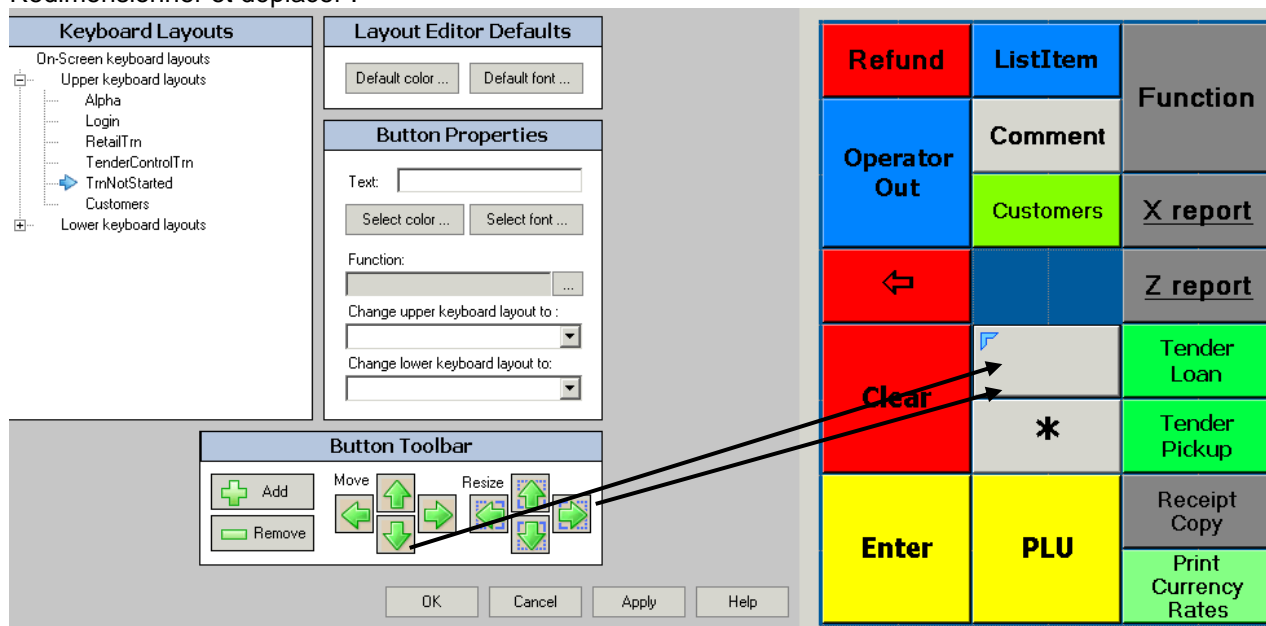 Redimensionner et déplacer :
Keyboard Layouts
On-Screen keyboard layouts
Upper keyboard layouts
Alpha
Login
RetailTrn
TenderControlTrn
TrnNotStarted
Customers
Lower keyboard layouts
Layout Editor Defaults
Default color ...
Default font ...
Button Properties
Text:
Select color ...
Select font ...
Function:
...
Change upper keyboard layout to :
Change lower keyboard layout to:
Button Toolbar
Add
Remove
Move
Resize
OK
Cancel
Apply
Help
Refund
ListItem
Function
Operator
Out
Comment
Customers
X report
Z report
Clear
Tender
Loan
*
Tender
Pickup
Enter
PLU
Receipt
Copy
Print
Currency
Rates